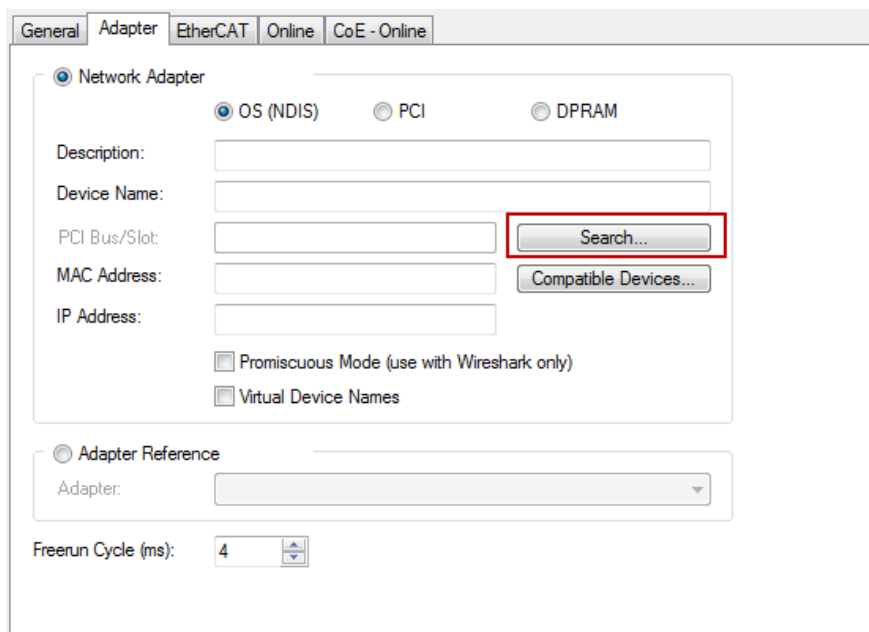 General Adapter EtherCAT Online CoE - Online
Network Adapter
OS (NDIS) PCI DPRAM
Description:
Device Name:
PCI Bus/Slot: Search...
MAC Address: Compatible Devices...
IP Address:
Promiscuous Mode (use with Wireshark only)
Virtual Device Names
Adapter Reference
Adapter:
Freerun Cycle (ms): 4